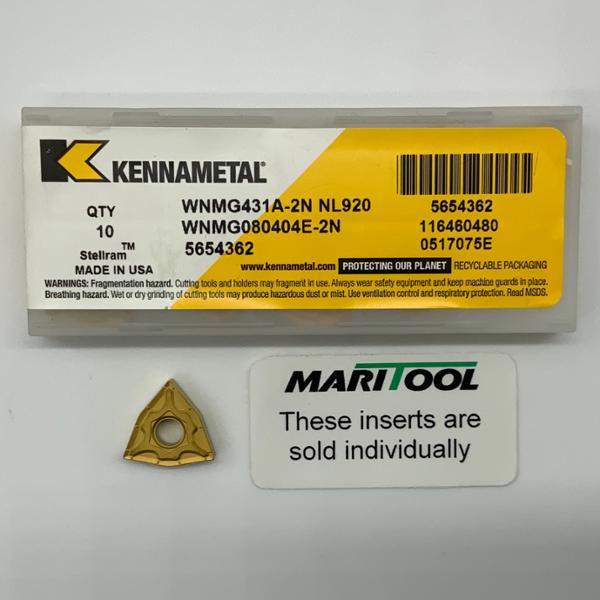 KENNAMETAL®
QTY
10
Stellram™
MADE IN USA
WNMG431A-2N NL920
WNMG080404E-2N
5654362
5654362
116460480
0517075E
www.kennametal.com PROTECTING OUR PLANET RECYCLABLE PACKAGING
WARNINGS: Fragmentation hazard. Cutting tools and holders may fragment in use. Always wear safety equipment and keep machine guards in place.
Breathing hazard. Wet or dry grinding of cutting tools may produce hazardous dust or mist. Use ventilation control and respiratory protection. Read MSDS.
MARITOOL
These inserts are
sold individually